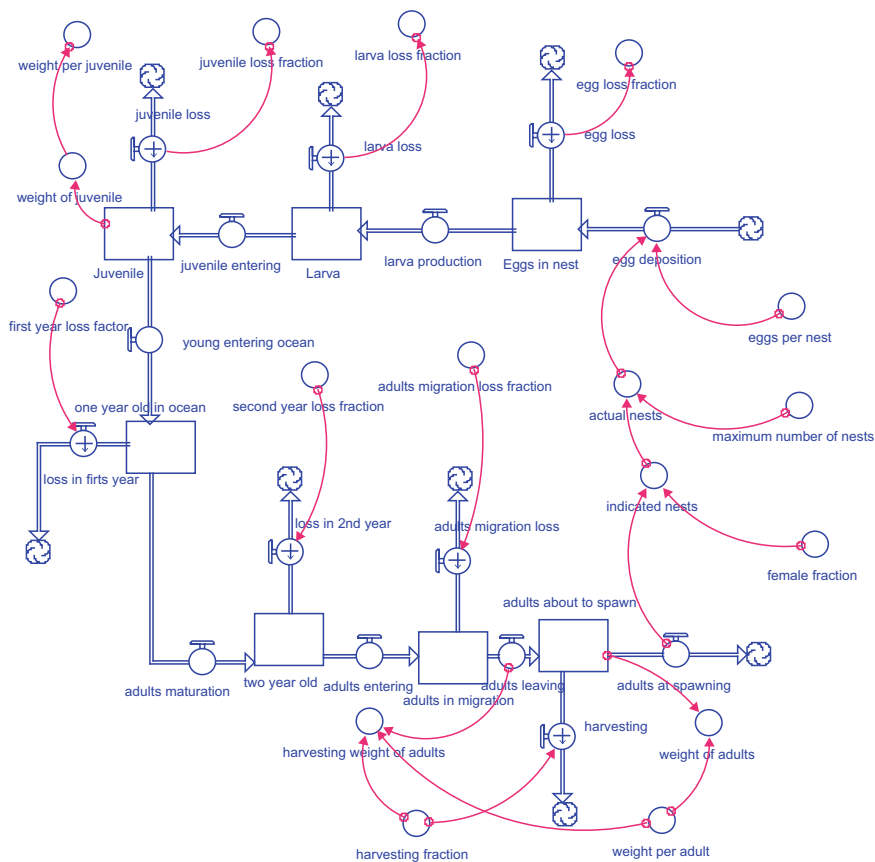 weight per juvenile
juvenile loss fraction
larva loss fraction
egg loss fraction
juvenile loss
larva loss
egg loss
weight of juvenile
Juvenile
juvenile entering
Larva
larva production
Eggs in nest
egg deposition
first year loss factor
young entering ocean
eggs per nest
one year old in ocean
second year loss fraction
adults migration loss fraction
actual nests
maximum number of nests
loss in firts year
loss in 2nd year
adults migration loss
indicated nests
female fraction
adults about to spawn
adults maturation
two year old
adults entering
adults in migration
adults leaving
adults at spawning
harvesting weight of adults
harvesting
weight of adults
harvesting fraction
weight per adult